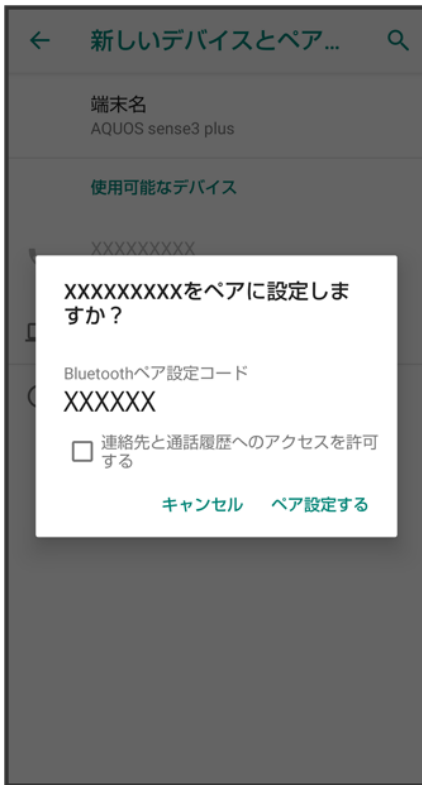 新しいデバイスとペア...
端末名
AQUOS sense3 plus
使用可能なデバイス
XXXXXXXXX
XXXXXXXXXをペアに設定しま
すか？
Bluetoothペア設定コード
XXXXXX
連絡先と通話履歴へのアクセスを許可
する
キャンセル ペア設定する